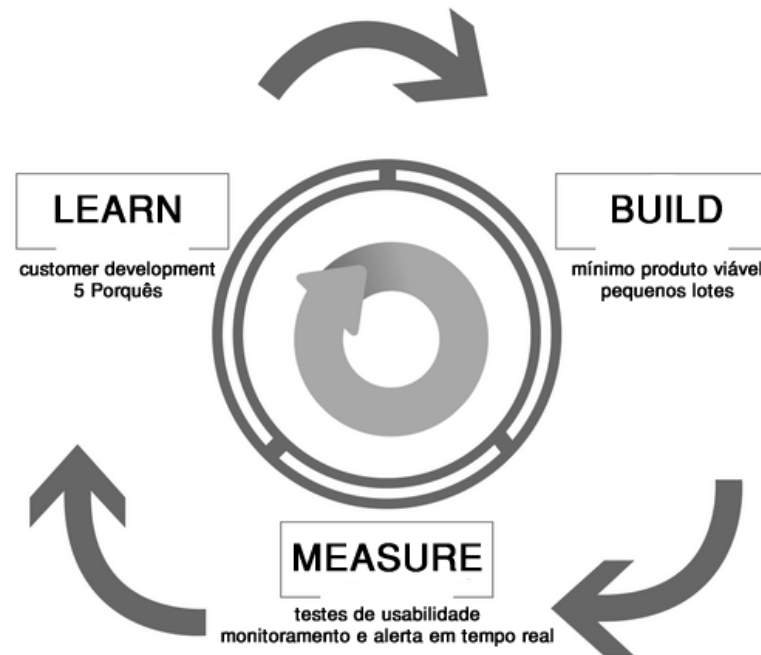 LEARN
customer development
5 Porquês
BUILD
mínimo produto viável
pequenos lotes
MEASURE
testes de usabilidade
monitoramento e alerta em tempo real